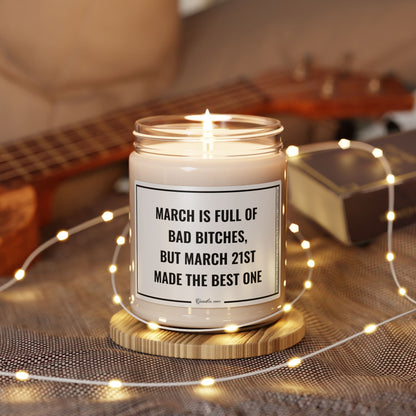 MARCH IS FULL OF
BAD BITCHES,
BUT MARCH 21ST
MADE THE BEST ONE